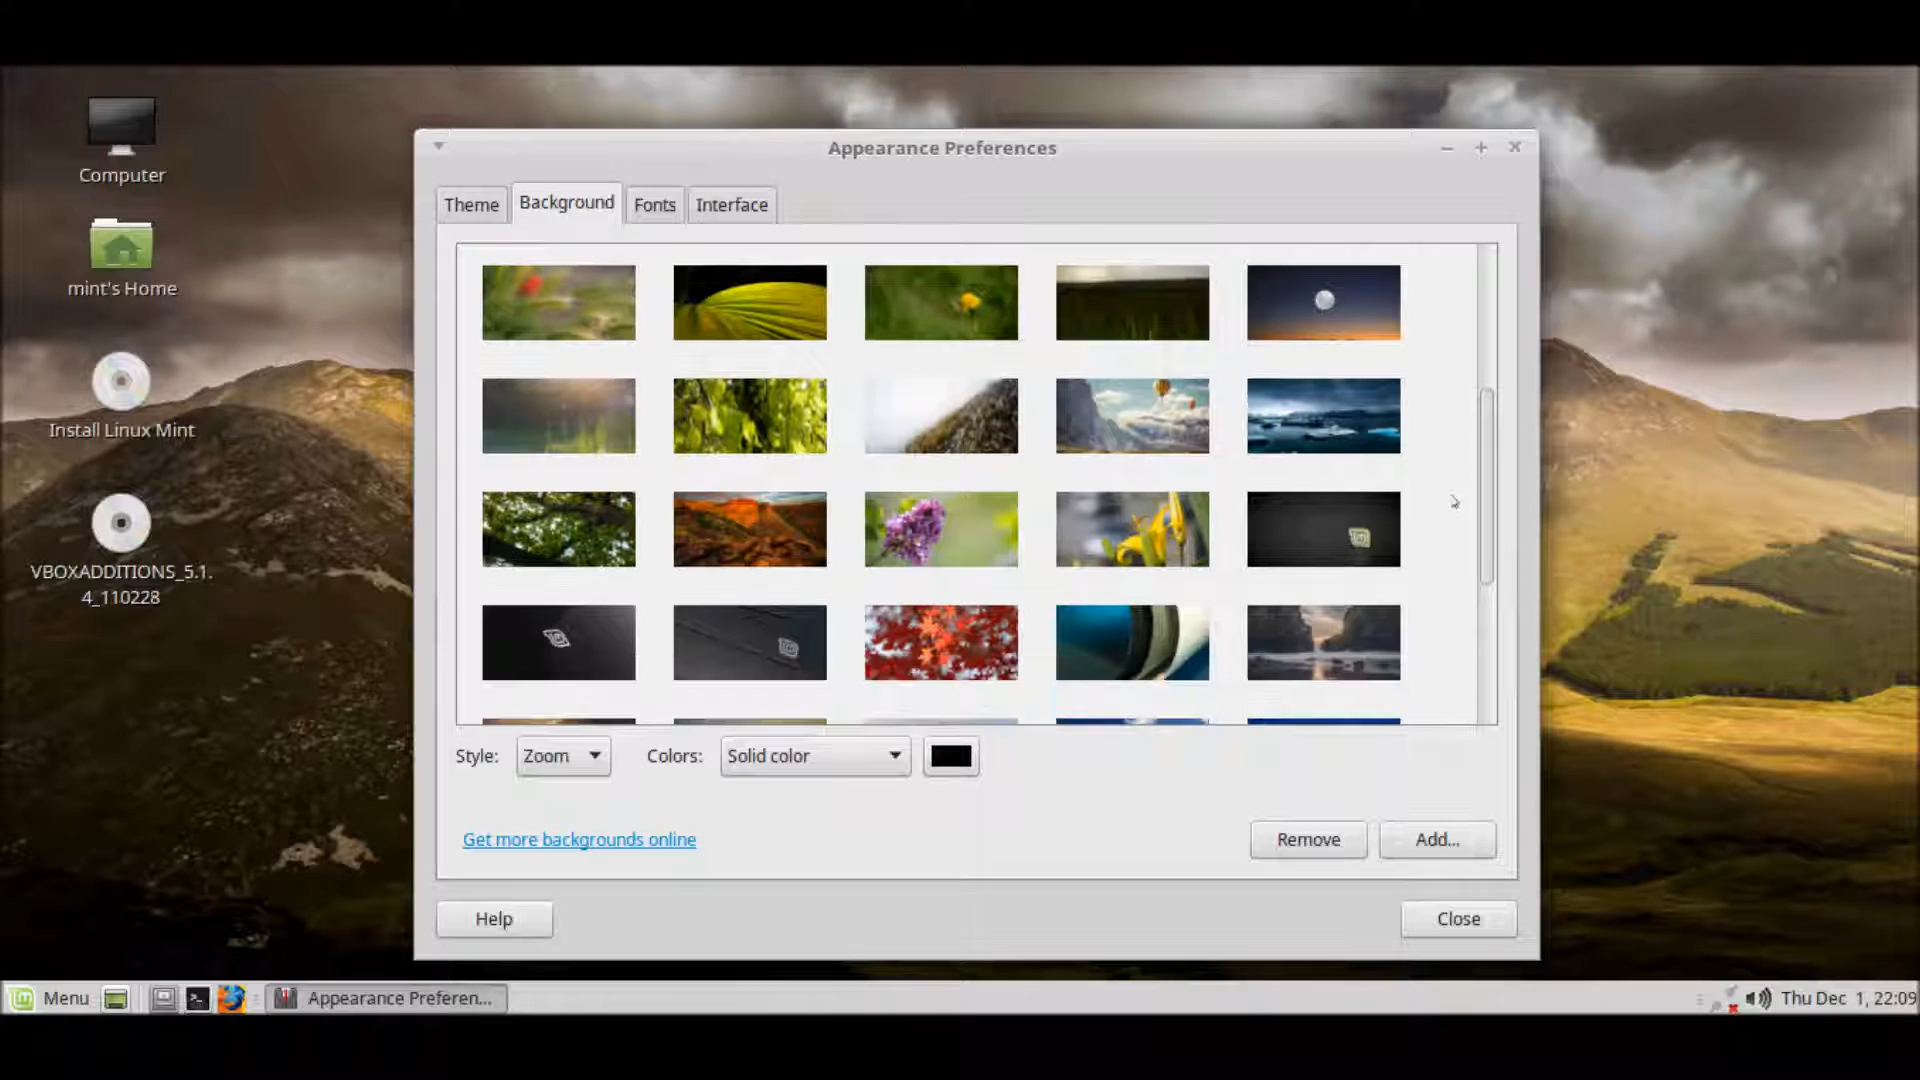 Computer
mint's Home
Install Linux Mint
VBOXADDITIONS_5.1.
4_110228
Appearance Preferences
Theme
Background
Fonts
Interface
Style:
Zoom
Colors:
Solid color
Get more backgrounds online
Remove
Add...
Help
Close
Menu
Appearance Preferen...
Thu Dec 1, 22:09